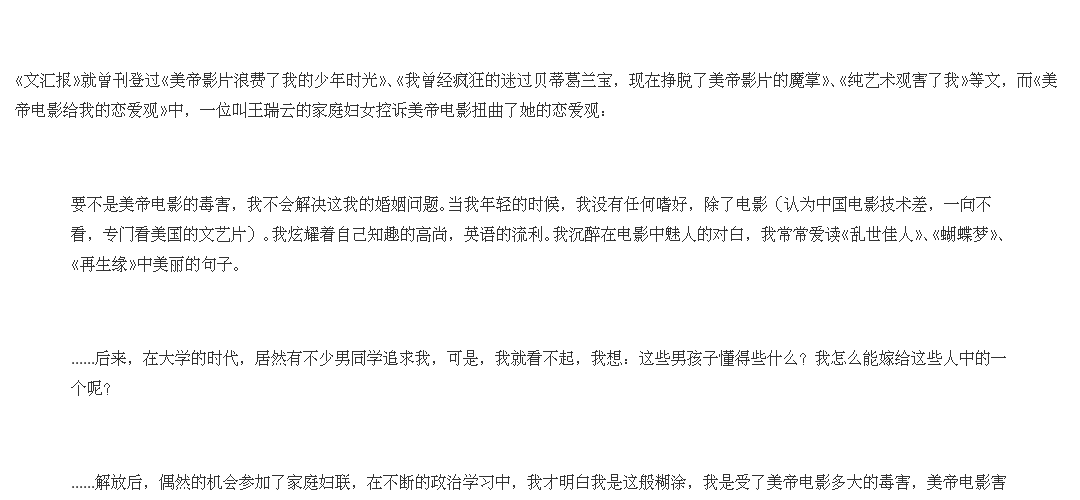 《文汇报》就曾刊登过《美帝影片浪费了我的少年时光》、《我曾经疯狂的迷过贝蒂葛兰宝，现在挣脱了美帝影片的魔掌》、《纯艺术观害了我》等文，而《美
帝电影给我的恋爱观》中，一位叫王瑞云的家庭妇女控诉美帝电影扭曲了她的恋爱观：
要不是美帝电影的毒害，我不会解决这我的婚姻问题。当我年轻的时候，我没有任何嗜好，除了电影（认为中国电影技术差，一向不
看，专门看美国的文艺片）。我炫耀着自己知趣的高尚，英语的流利。我沉醉在电影中魅人的对白，我常常爱读《乱世佳人》、《蝴蝶梦》、
《再生缘》中美丽的句子。
......后来，在大学的时代，居然有不少男同学追求我，可是，我就看不起，我想：这些男孩子懂得些什么？我怎么能嫁给这些人中的一
个呢？
......解放后，偶然的机会参加了家庭妇联，在不断的政治学习中，我才明白我是这般糊涂，我是受了美帝电影多大的毒害，美帝电影害